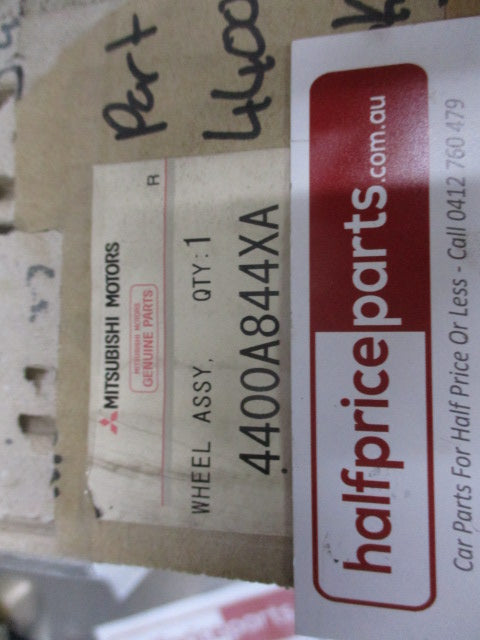 Part
4400
R
MITSUBISHI MOTORS
MITSUBISHI MOTORS
GENUINE PARTS
WHEEL ASSY, QTY:1
4400A844XA
halfpriceparts.com.au
Car Parts For Half Price Or Less - Call 0412 760 479